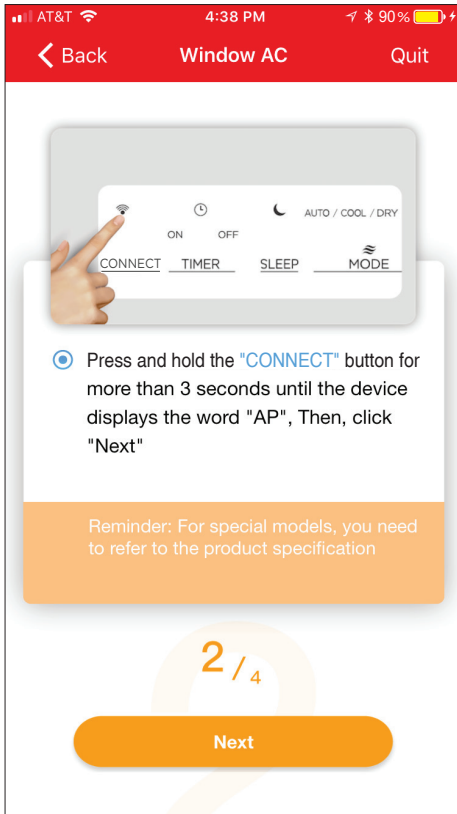 AT&T 4:38 PM 90%
Back Window AC Quit
AUTO / COOL / DRY
ON OFF
CONNECT TIMER SLEEP MODE
Press and hold the "CONNECT" button for
more than 3 seconds until the device
displays the word "AP", Then, click
"Next"
Reminder: For special models, you need
to refer to the product specification
2/4
Next